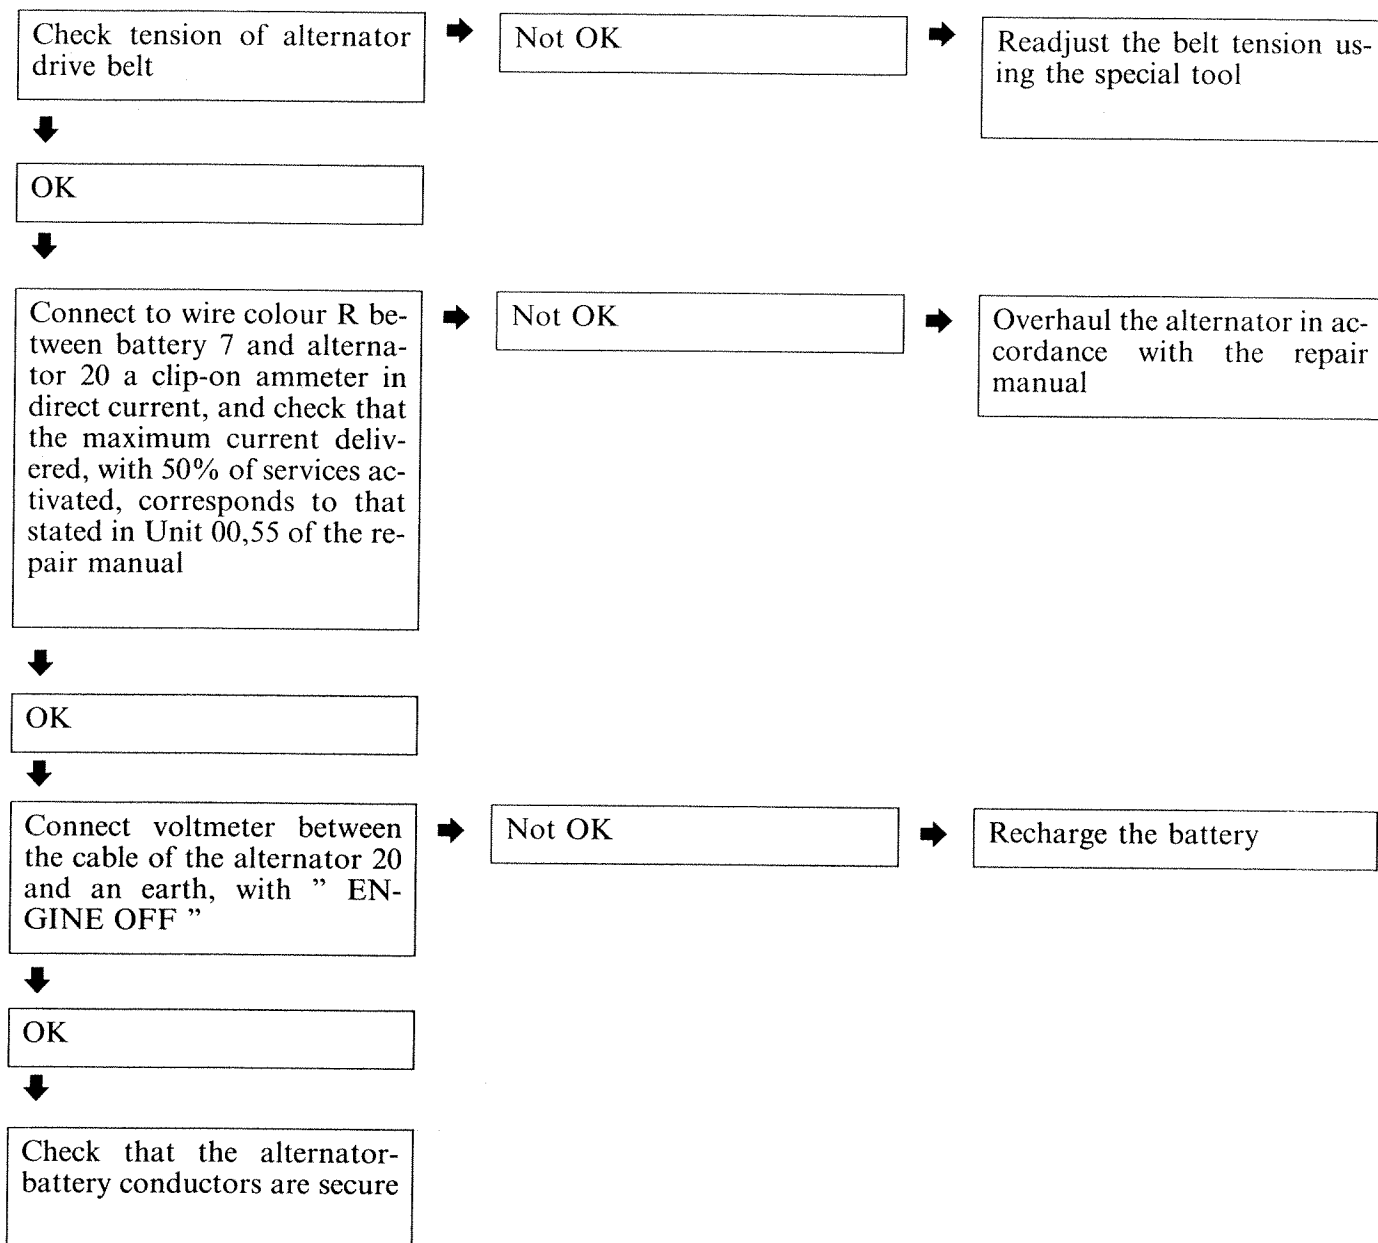 Check tension of alternator
drive belt
Not OK
Readjust the belt tension us-
ing the special tool
OK
Connect to wire colour R be-
tween battery 7 and alterna-
tor 20 a clip-on ammeter in
direct current, and check that
the maximum current deliv-
ered, with 50% of services ac-
tivated, corresponds to that
stated in Unit 00,55 of the re-
pair manual
Not OK
Overhaul the alternator in ac-
cordance with the repair
manual
OK
Connect voltmeter between
the cable of the alternator 20
and an earth, with ” EN-
GINE OFF ”
Not OK
Recharge the battery
OK
Check that the alternator-
battery conductors are secure